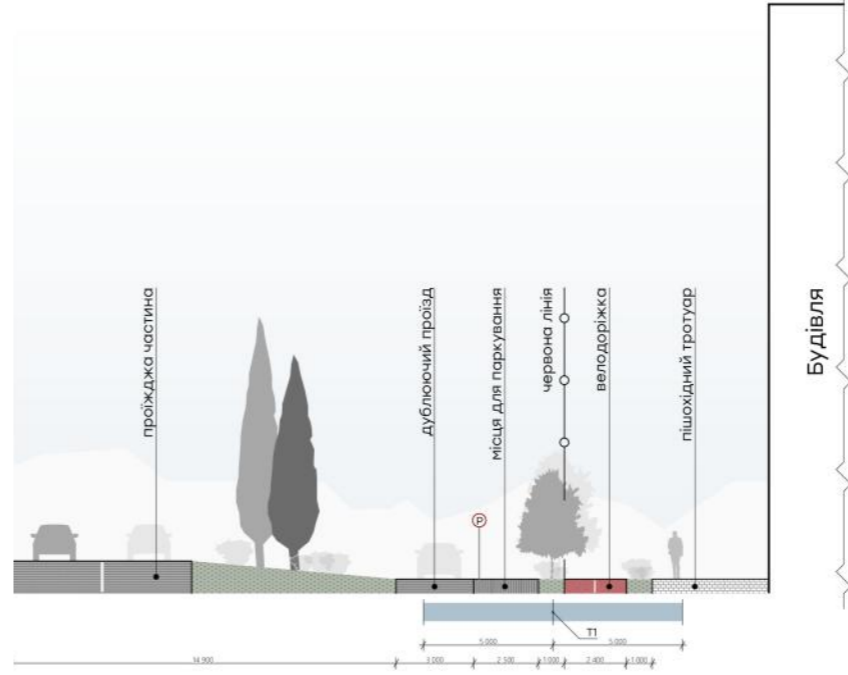 проїжджа частина
дублюючий проїзд
місця для паркування
червона лінія
велодоріжка
пішохідний тротуар
Будівля
P
T1
5 000
5 000
14 900
3 000
2 500
1 000
2 400
1 000